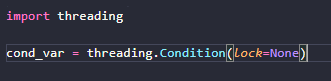 import threading
cond_var = threading.Condition(lock=None)